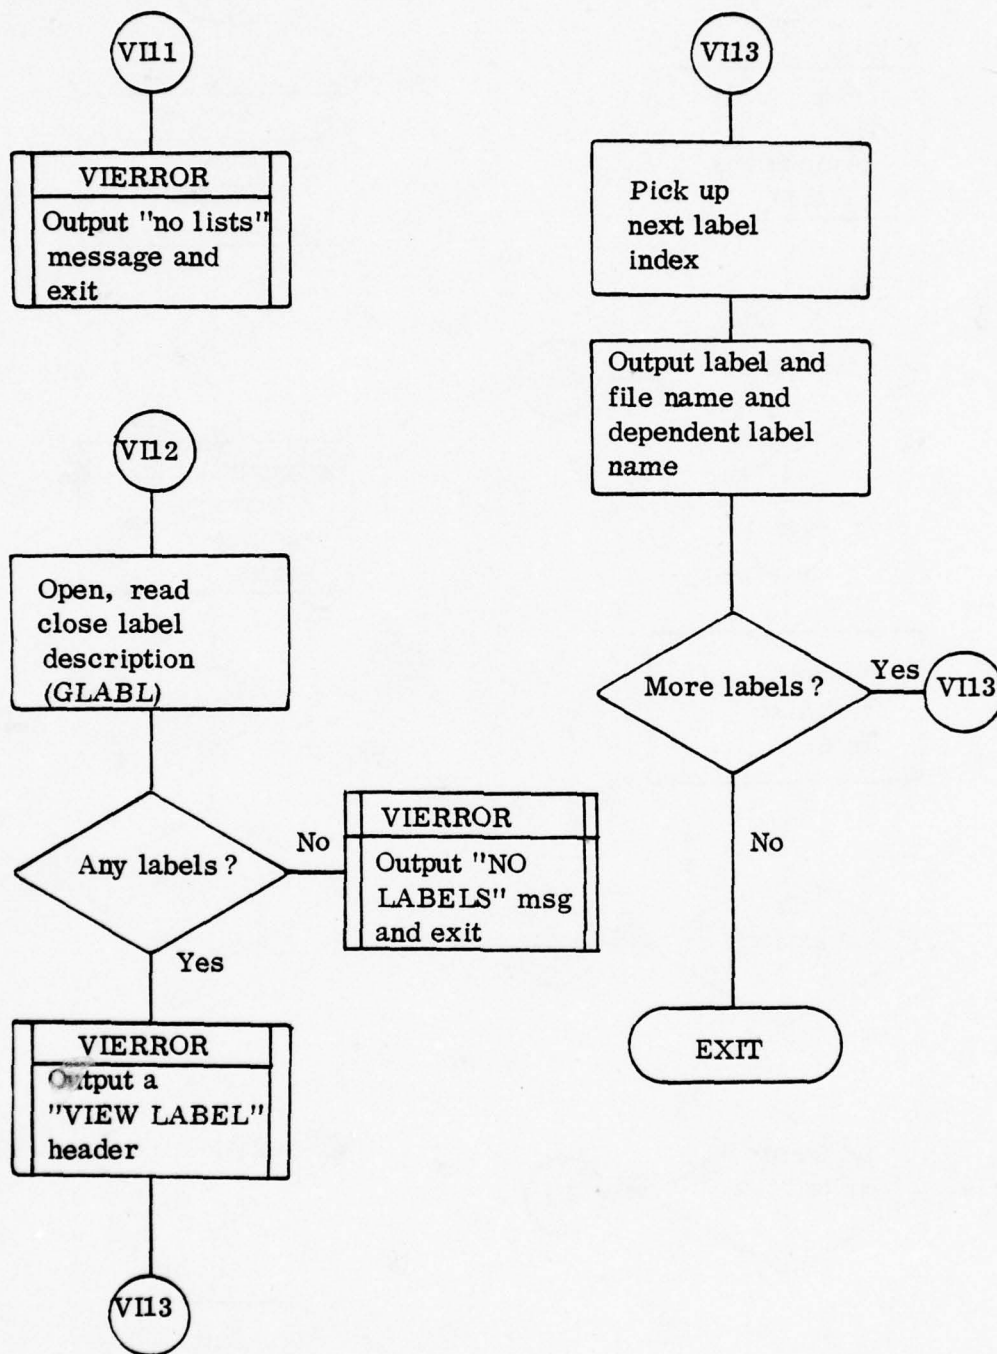 VI11
VIERROR
Output "no lists"
message and
exit
VI12
Open, read
close label
description
(GLABL)
Any labels?
No
VIERROR
Output "NO
LABELS" msg
and exit
Yes
VIERROR
Output a
"VIEW LABEL"
header
VI13
VI13
Pick up
next label
index
Output label and
file name and
dependent label
name
More labels?
Yes
VI13
No
EXIT